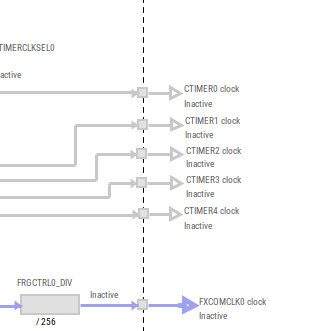 TIMERCLKSEL0
active
CTIMER0 clock
Inactive
CTIMER1 clock
Inactive
CTIMER2 clock
Inactive
CTIMER3 clock
Inactive
CTIMER4 clock
Inactive
FRGCTRL0_DIV
Inactive
/ 256
FXCOMCLK0 clock
Inactive